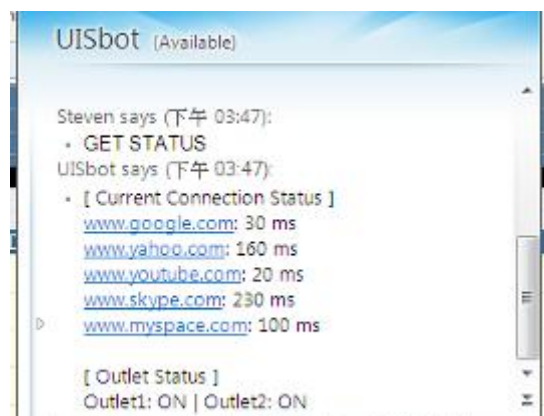 UISbot (Available)
Steven says (下午 03:47):
• GET STATUS
UISbot says (下午 03:47):
• [ Current Connection Status ]
www.google.com: 30 ms
www.yahoo.com: 160 ms
www.youtube.com: 20 ms
www.skype.com: 230 ms
www.myspace.com: 100 ms
[ Outlet Status ]
Outlet1: ON | Outlet2: ON